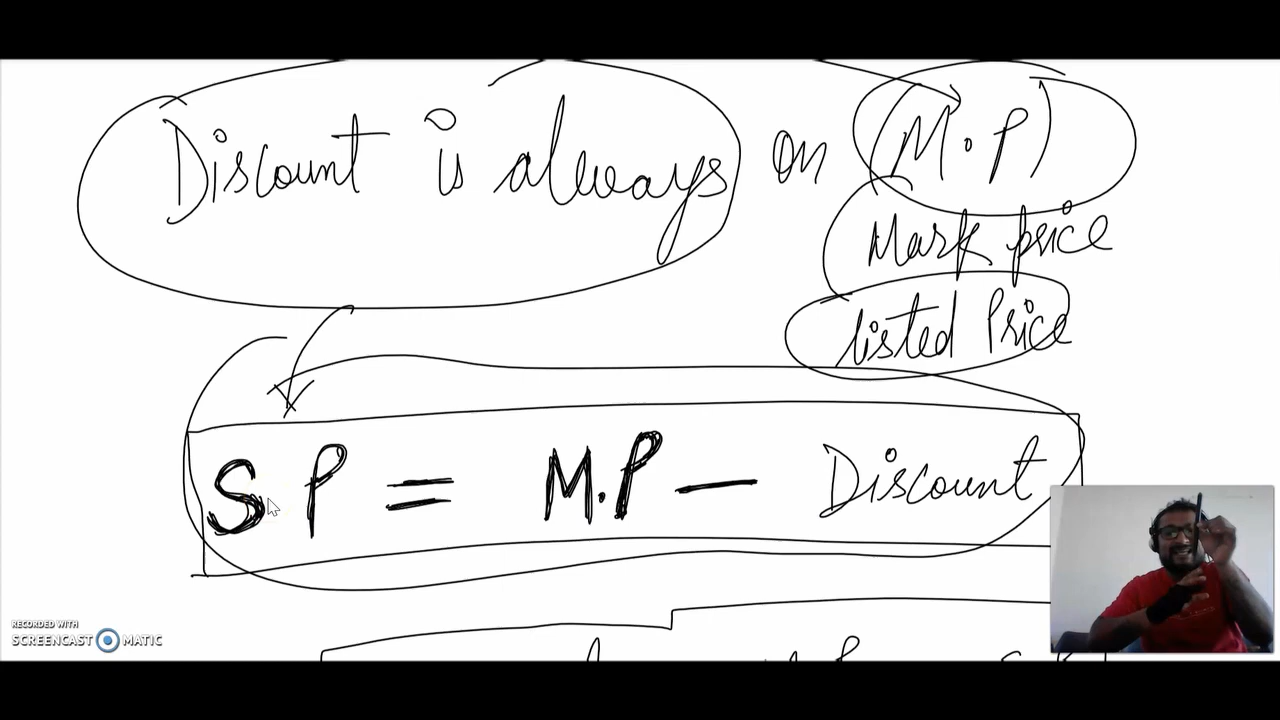 Discount is always on (M.P)
Mark price
listed Price
S P = M.P — Discount
RECORDED WITH
SCREENCAST MATIC